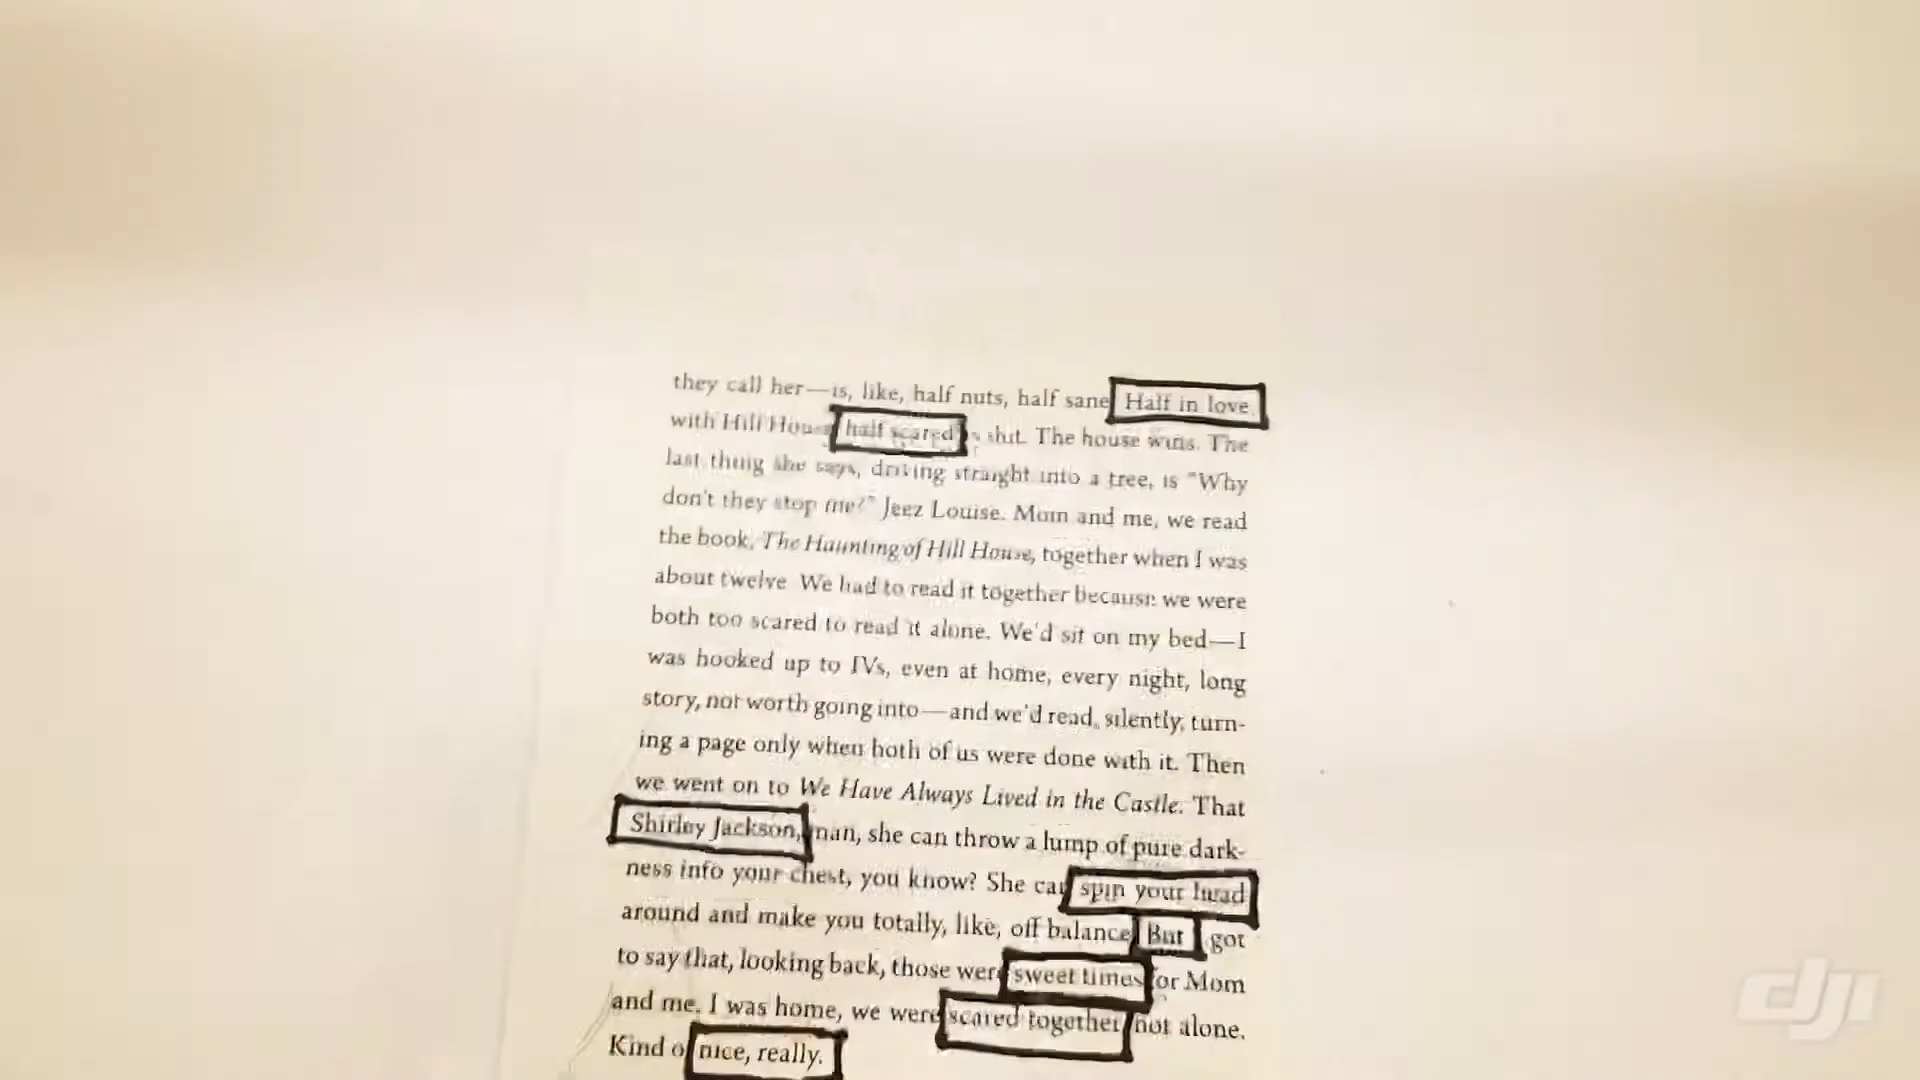 they call her—is, like, half nuts, half sane Half in love
with Hill House half scared shit. The house wins. The
last thing she says, driving straight into a tree, is "Why
don't they stop me?" Jeez Louise. Mom and me, we read
the book, The Haunting of Hill House, together when I was
about twelve. We had to read it together because we were
both too scared to read it alone. We'd sit on my bed—I
was hooked up to IVs, even at home, every night, long
story, not worth going into—and we'd read, silently, turn-
ing a page only when both of us were done with it. Then
we went on to We Have Always Lived in the Castle. That
Shirley Jackson, man, she can throw a lump of pure dark-
ness info your chest, you know? She can spin your head
around and make you totally, like, off balance But got
to say that, looking back, those were sweet times for Mom
and me. I was home, we were scared together not alone.
Kind o nice, really.
dji